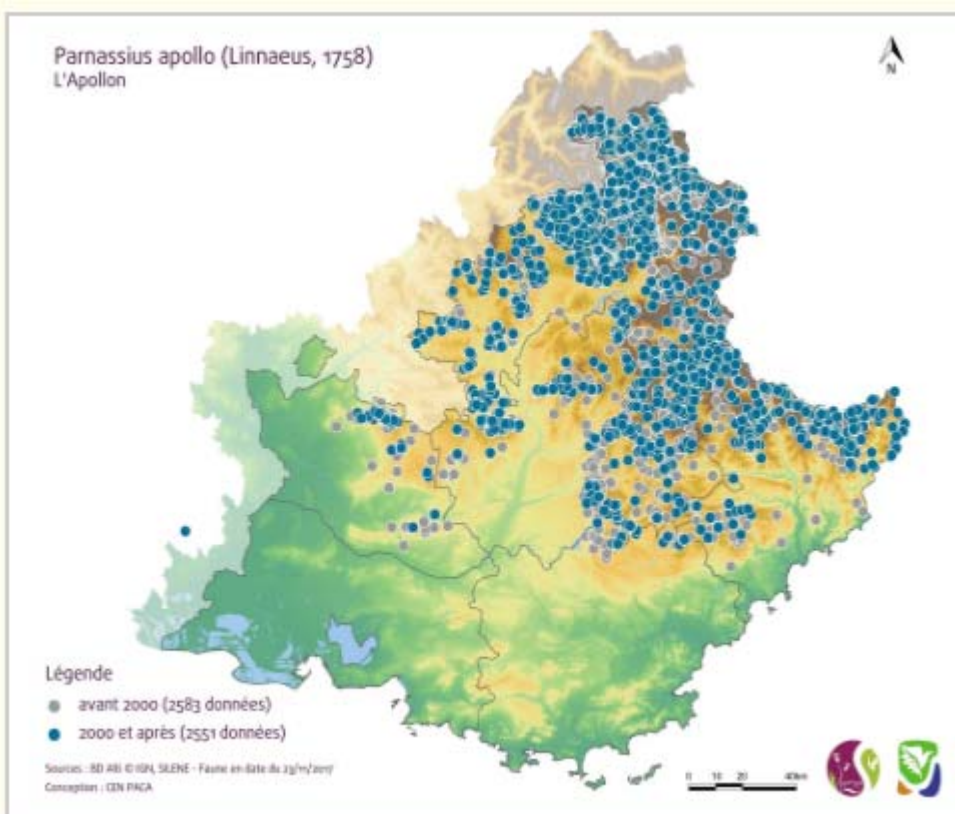 Parnassius apollo (Linnaeus, 1758)
L'Apollon
N
Légende
avant 2000 (2583 données)
2000 et après (2551 données)
Sources : BD Alti © IGN, SILENE - Faune en date du 23/11/2017
Conception : CEN PACA
0 10 20 40km